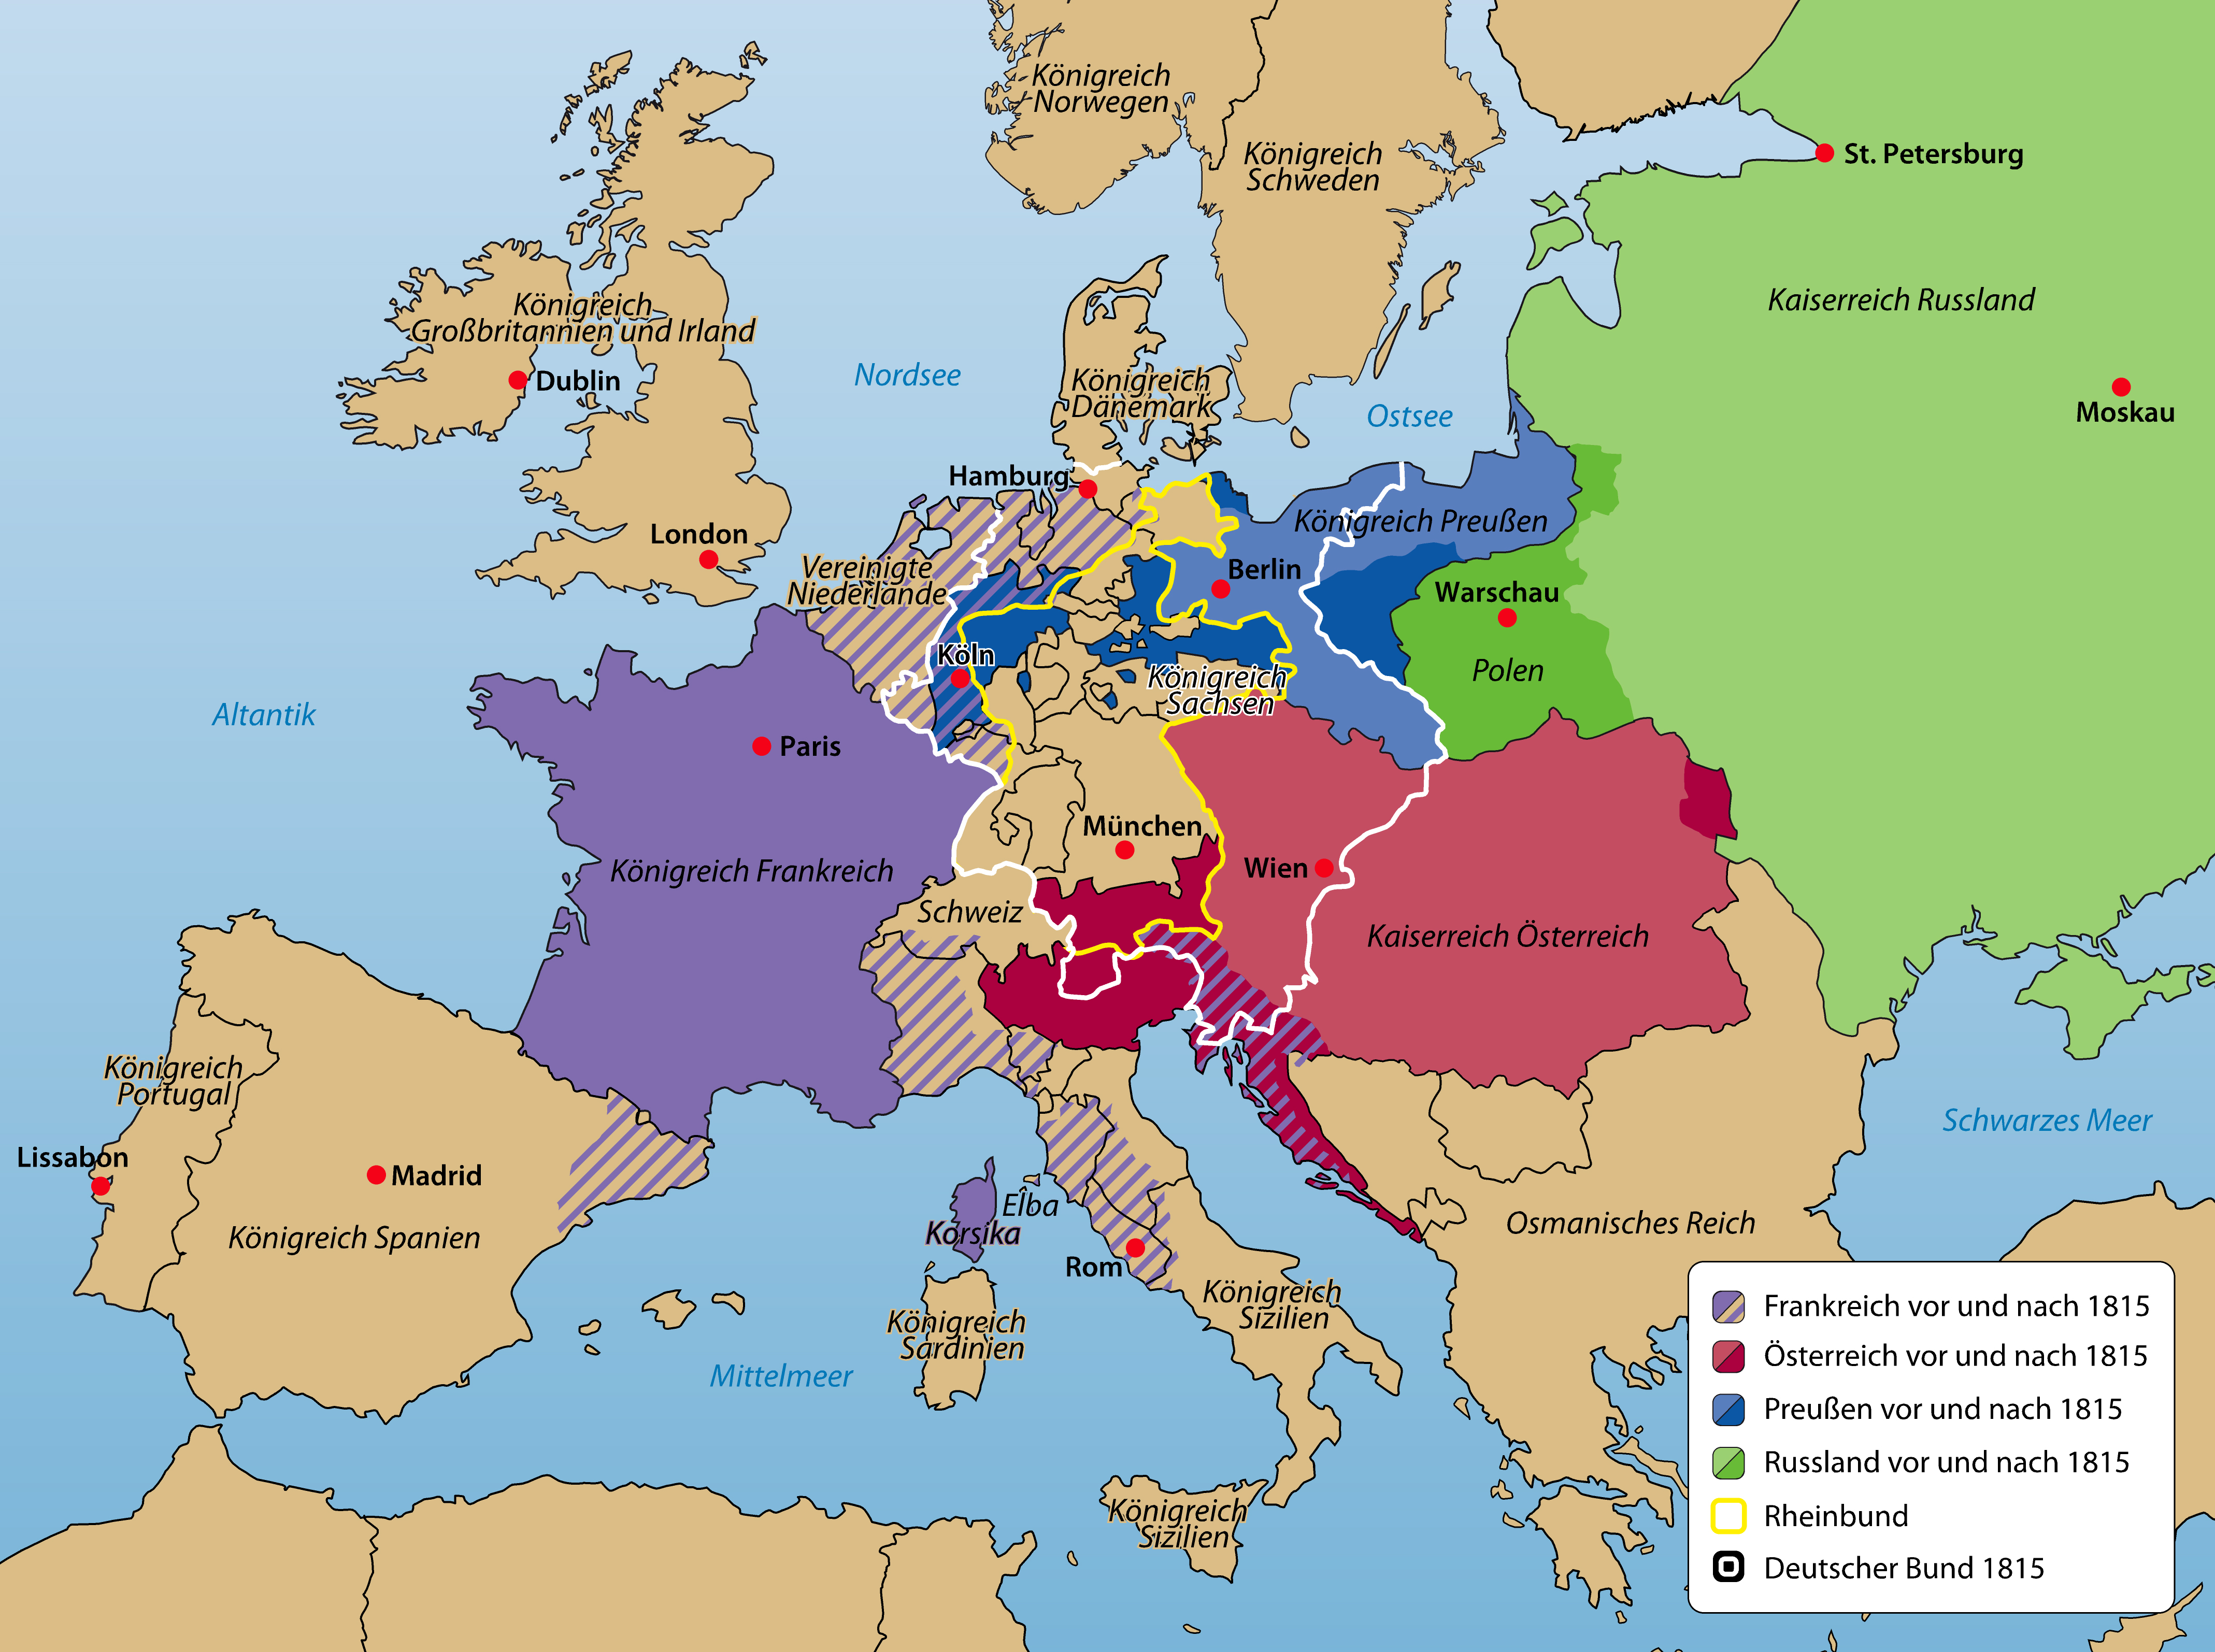 Königreich
Norwegen
Königreich
Schweden
St. Petersburg
Kaiserreich Russland
Moskau
Königreich
Großbritannien und Irland
Dublin
London
Nordsee
Königreich
Dänemark
Ostsee
Hamburg
Königreich Preußen
Vereinigte
Niederlande
Berlin
Warschau
Polen
Köln
Königreich
Sachsen
Altantik
Paris
München
Königreich Frankreich
Wien
Schweiz
Kaiserreich Österreich
Königreich
Portugal
Lissabon
Madrid
Königreich Spanien
Schwarzes Meer
Elba
Korsika
Rom
Osmanisches Reich
Königreich
Sizilien
Königreich
Sardinien
Mittelmeer
Königreich
Sizilien
Frankreich vor und nach 1815
Österreich vor und nach 1815
Preußen vor und nach 1815
Russland vor und nach 1815
Rheinbund
Deutscher Bund 1815